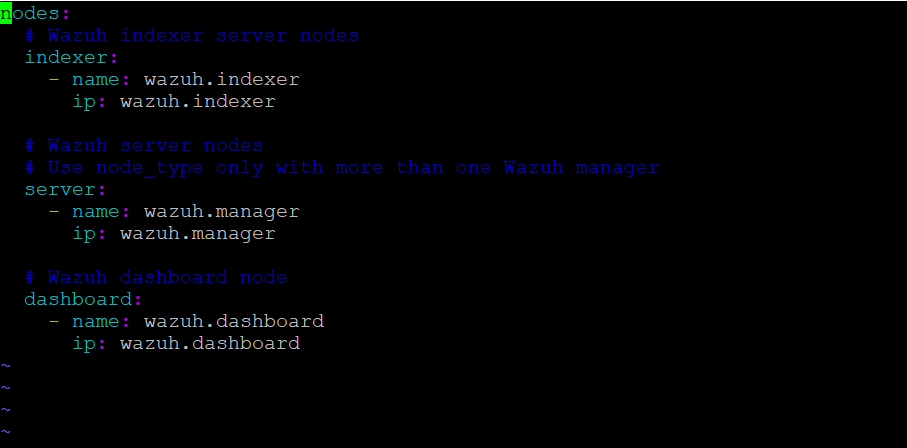 nodes:
  # Wazuh indexer server nodes
  indexer:
    - name: wazuh.indexer
      ip: wazuh.indexer

  # Wazuh server nodes
  # Use node_type only with more than one Wazuh manager
  server:
    - name: wazuh.manager
      ip: wazuh.manager

  # Wazuh dashboard node
  dashboard:
    - name: wazuh.dashboard
      ip: wazuh.dashboard
~
~
~
~